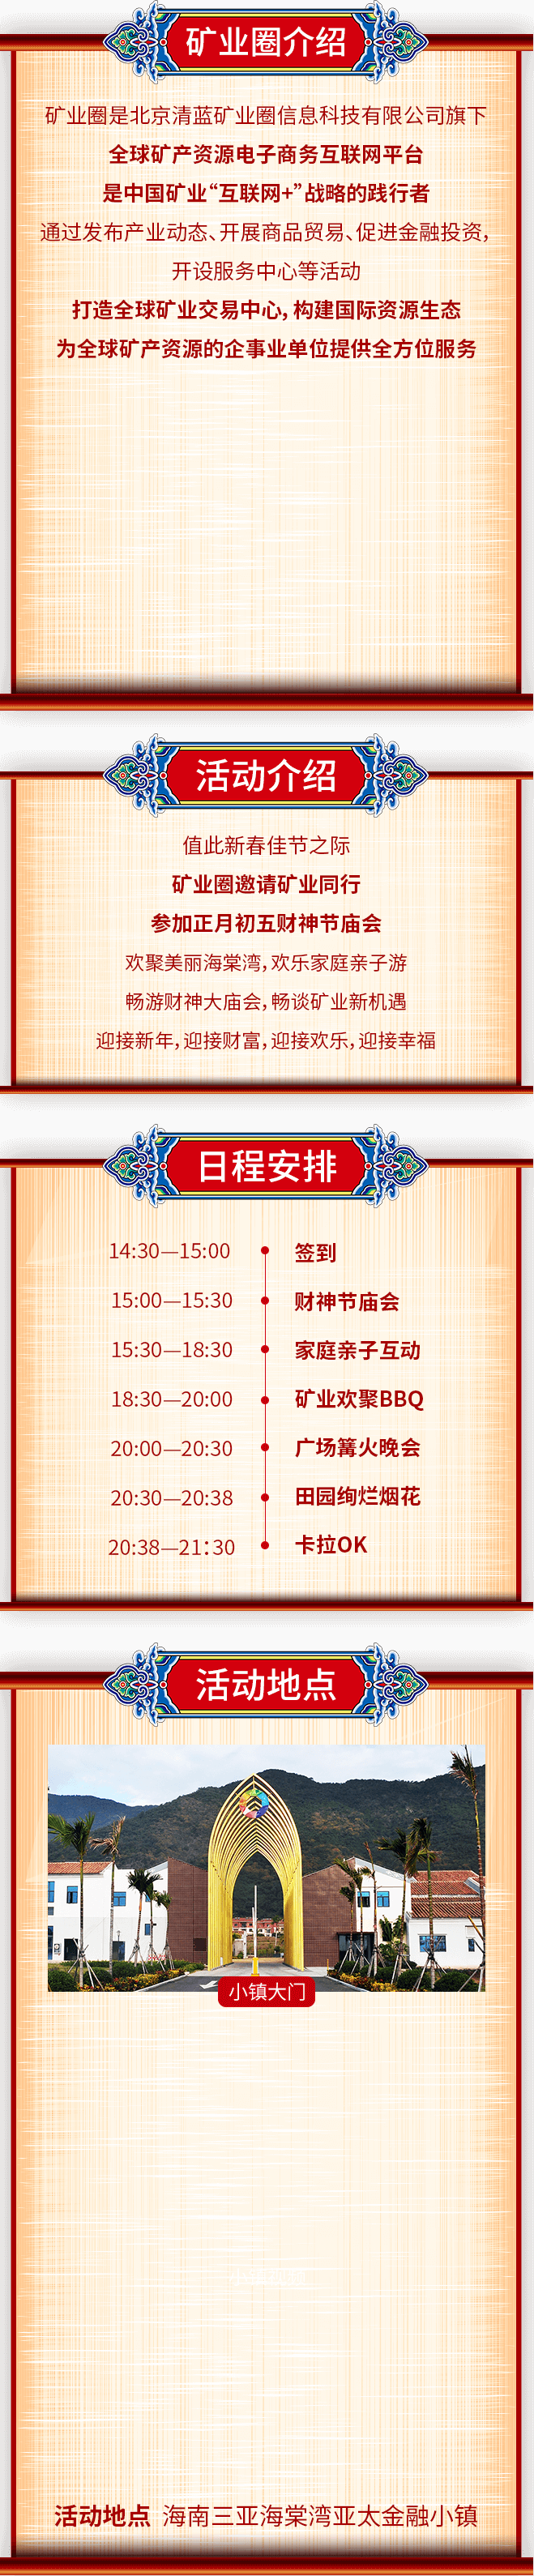 矿业圈介绍
矿业圈是北京清蓝矿业圈信息科技有限公司旗下
全球矿产资源电子商务互联网平台
是中国矿业“互联网+”战略的践行者
通过发布产业动态、开展商品贸易、促进金融投资，
开设服务中心等活动
打造全球矿业交易中心，构建国际资源生态
为全球矿产资源的企事业单位提供全方位服务
活动介绍
值此新春佳节之际
矿业圈邀请矿业同行
参加正月初五财神节庙会
欢聚美丽海棠湾，欢乐家庭亲子游
畅游财神大庙会，畅谈矿业新机遇
迎接新年，迎接财富，迎接欢乐，迎接幸福
日程安排
14:30—15:00 签到
15:00—15:30 财神节庙会
15:30—18:30 家庭亲子互动
18:30—20:00 矿业欢聚BBQ
20:00—20:30 广场篝火晚会
20:30—20:38 田园绚烂烟花
20:38—21：30 卡拉OK
活动地点
小镇大门
活动地点 海南三亚海棠湾亚太金融小镇